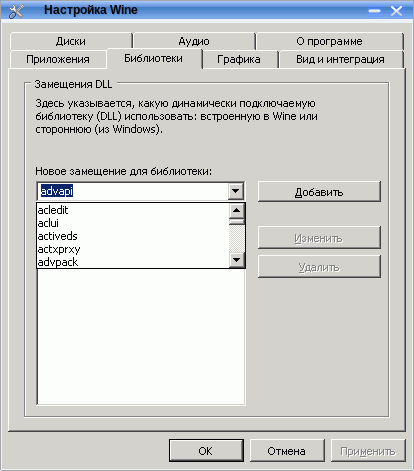 Настройка Wine
Диски
Аудио
О программе
Приложения
Библиотеки
Графика
Вид и интеграция
Замещения DLL
Здесь указывается, какую динамически подключаемую
библиотеку (DLL) использовать: встроенную в Wine или
стороннюю (из Windows).
Новое замещение для библиотеки:
advapi
Добавить
acledit
aclui
activeds
actxprxy
advpack
Изменить
Удалить
OK
Отмена
Применить